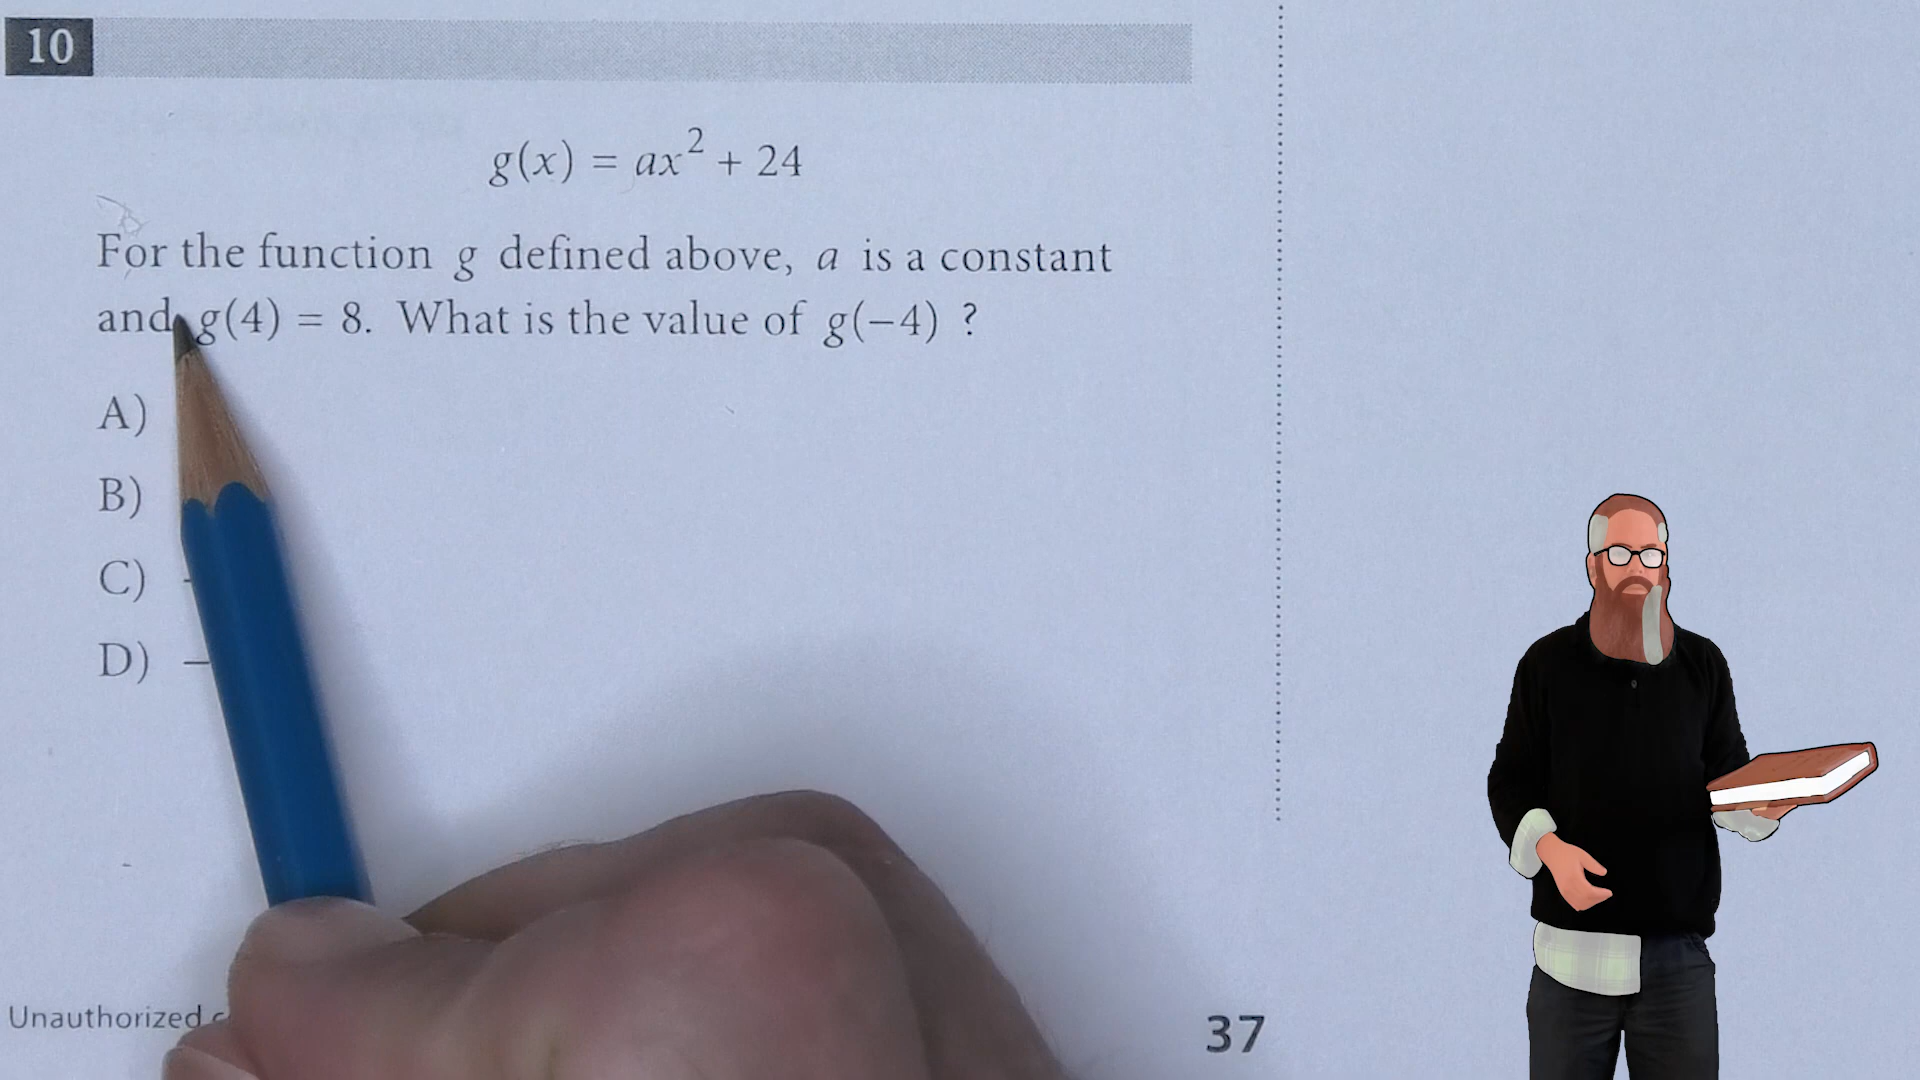 10
g(x) = ax² + 24
For the function g defined above, a is a constant
and g(4) = 8. What is the value of g(−4) ?
A)
B)
C)
D) –
Unauthorized
37